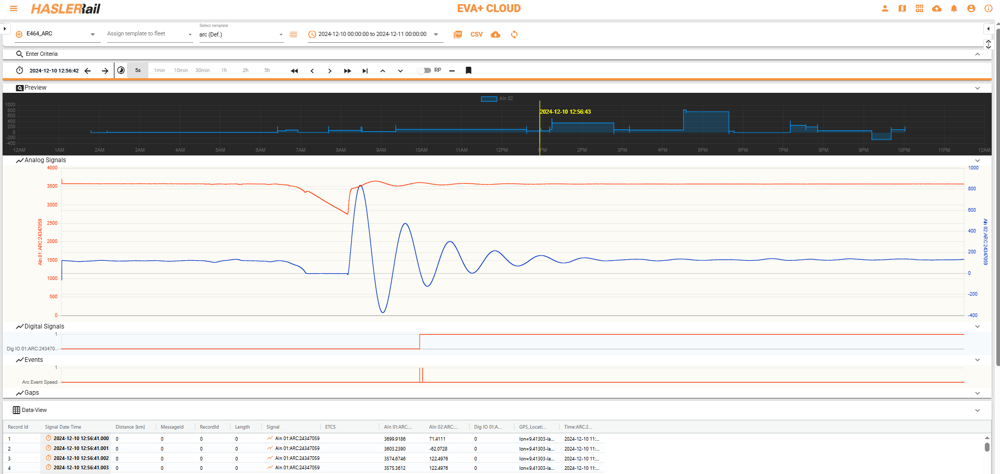 HASLERRail
EVA+ CLOUD
Select template
E464_ARC
Assign template to fleet
arc (Def.)
2024-12-10 00:00:00 to 2024-12-11 00:00:00
PDF
CSV
Enter Criteria
2024-12-10 12:56:42
5s
1min
10min
30min
1h
2h
5h
RP
Preview
AIn 02
2024-12-10 12:56:43
1000
800
600
400
200
0
-200
-400
12AM 1AM 2AM 3AM 4AM 5AM 6AM 7AM 8AM 9AM 10AM 11AM 12PM 1PM 2PM 3PM 4PM 5PM 6PM 7PM 8PM 9PM 10PM 11PM 12AM
Analog Signals
4000
3500
3000
2500
2000
1500
1000
500
0
AIn 01:ARC:24347059
1000
800
600
400
200
0
-200
-400
AIn 02:ARC:24347059
Digital Signals
1
Dig IO 01:ARC:243470..
Events
1
Arc Event Speed
Gaps
Data-View
Record Id Signal Date Time Distance [km] MessageId RecordId Length Signal ETCS AIn 01:ARC:... AIn 02:ARC:... Dig IO 01:A... GPS_Locati... Time:ARC:2...
1 2024-12-10 12:56:41.000 0 0 0 0 AIn 01:ARC:24347059 3699.9186 71.4111 0 lon=9.41303-la... 2024-12-10 11:...
2 2024-12-10 12:56:41.001 0 0 0 0 AIn 01:ARC:24347059 3603.2390 -62.0728 0 lon=9.41303-la... 2024-12-10 11:...
3 2024-12-10 12:56:41.002 0 0 0 0 AIn 01:ARC:24347059 3574.6746 122.4976 0 lon=9.41303-la... 2024-12-10 11:...
4 2024-12-10 12:56:41.003 0 0 0 0 AIn 01:ARC:24347059 3575.3612 122.4976 0 lon=9.41303-la... 2024-12-10 11:...